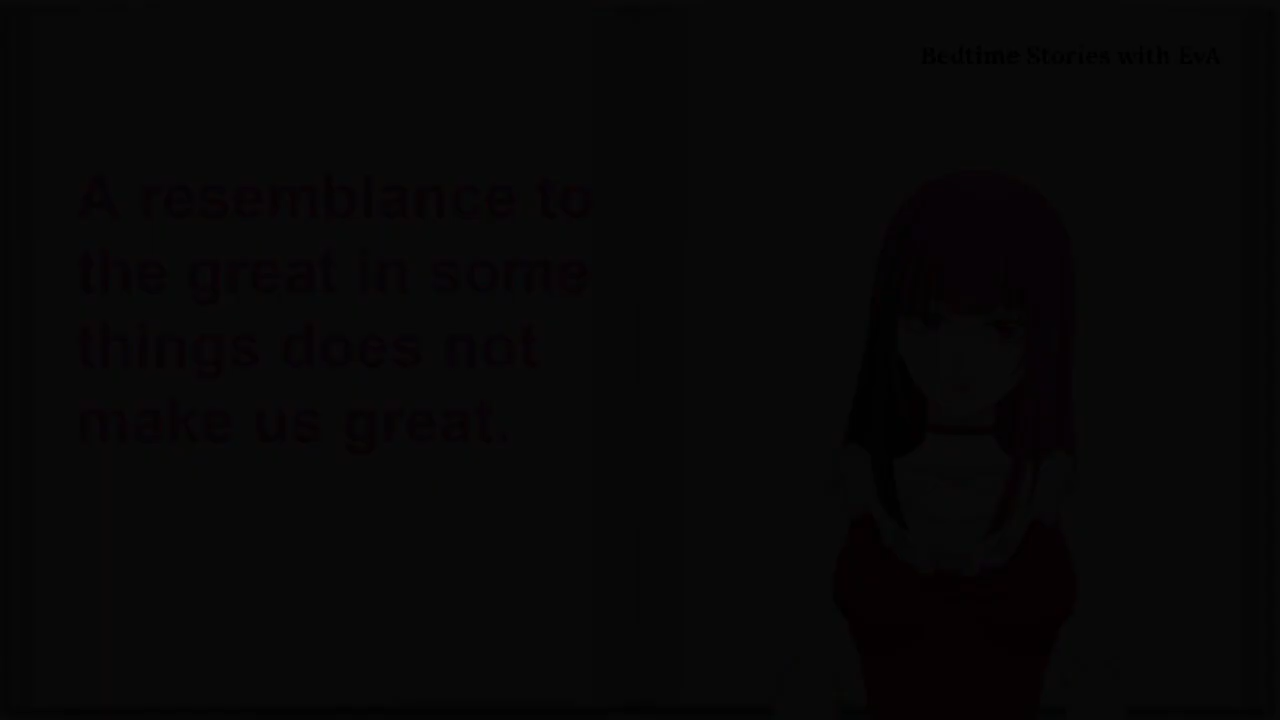 Bedtime Stories with EvA
A resemblance to
the great in some
things does not
make us great.